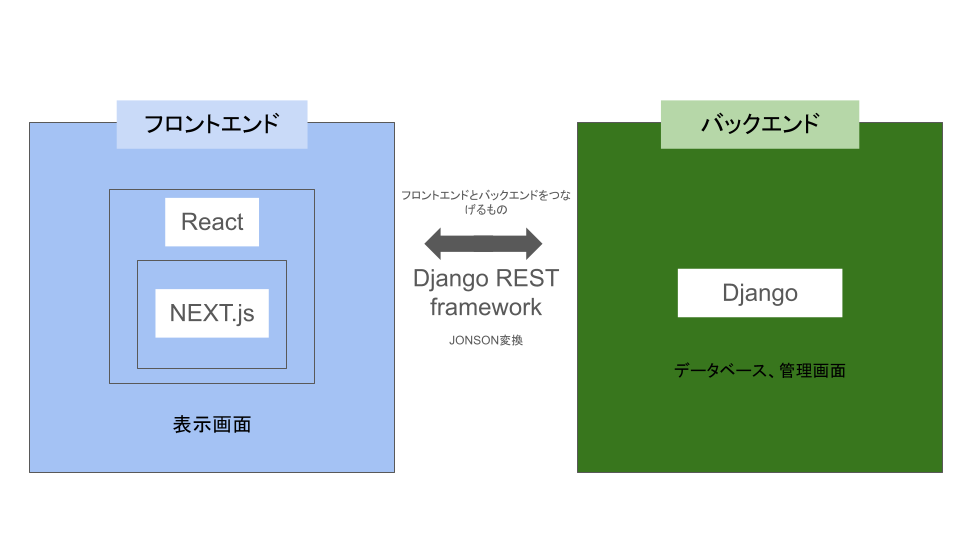 フロントエンド
React
NEXT.js
表示画面
フロントエンドとバックエンドをつな
げるもの
Django REST
framework
JONSON変換
バックエンド
Django
データベース、管理画面